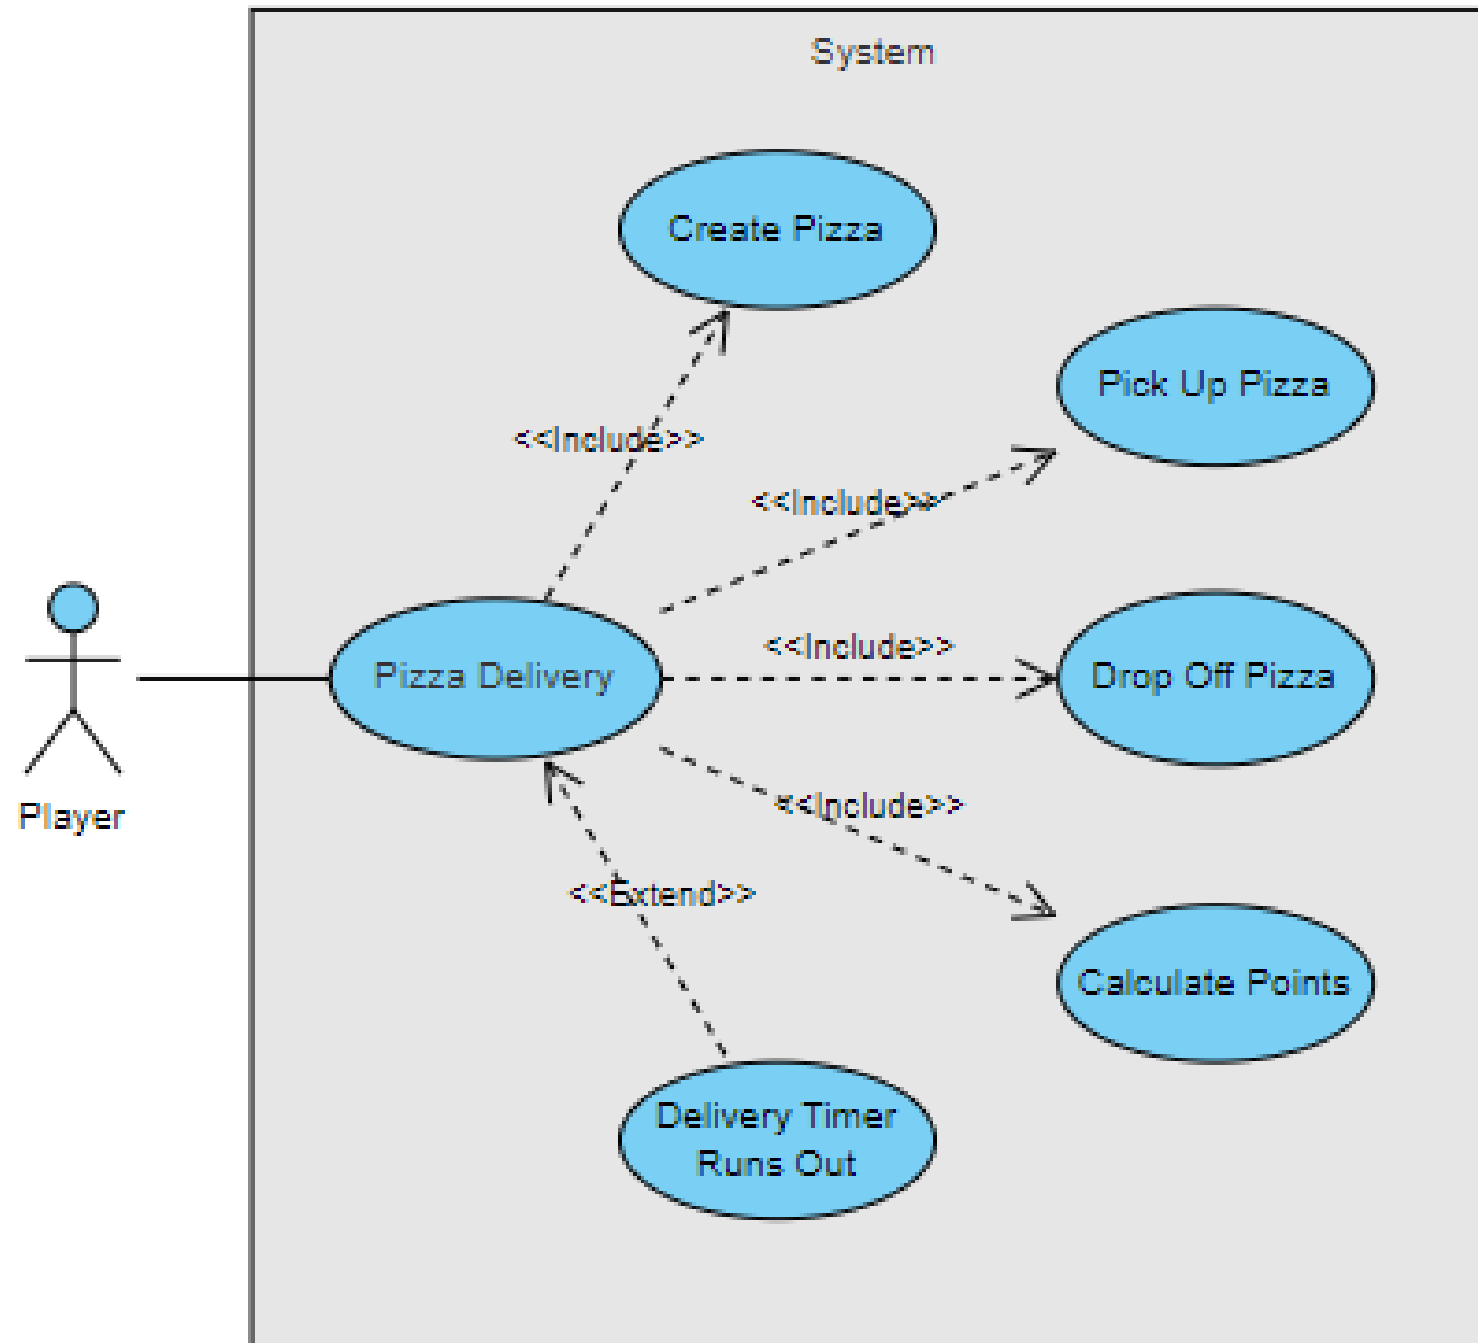 System
Create Pizza
Pick Up Pizza
<<Include>>
<<Include>>
<<Include>>
Pizza Delivery
Drop Off Pizza
<<Include>>
Player
<<Extend>>
Calculate Points
Delivery Timer
Runs Out